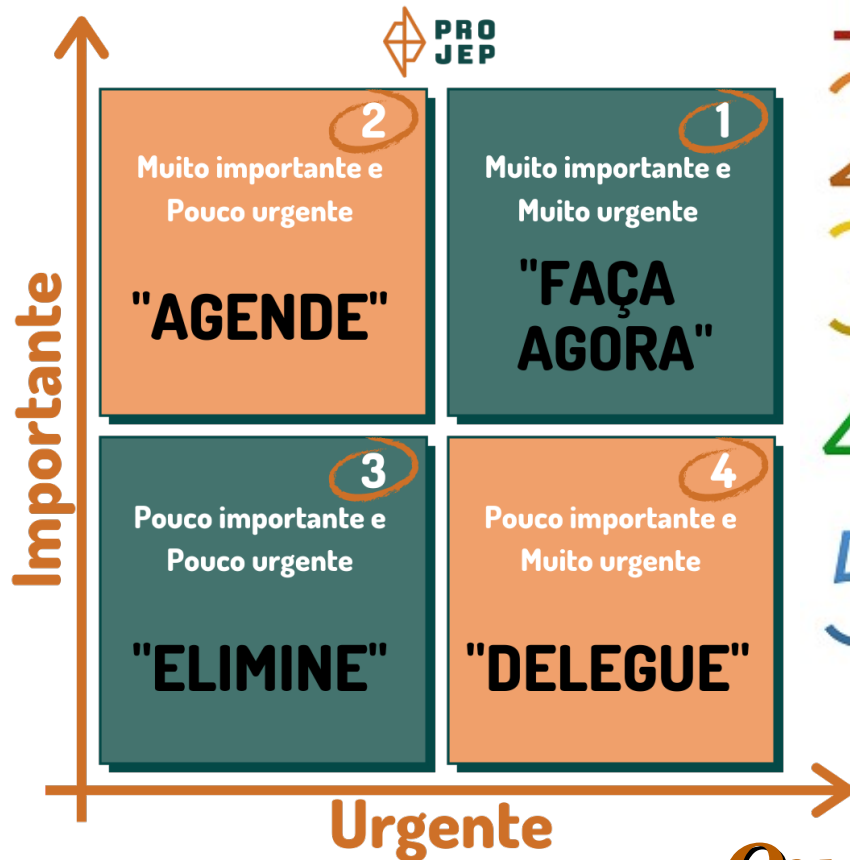 PRO
JEP
2
Muito importante e
Pouco urgente
"AGENDE"
1
Muito importante e
Muito urgente
"FAÇA
AGORA"
3
Pouco importante e
Pouco urgente
"ELIMINE"
4
Pouco importante e
Muito urgente
"DELEGUE"
Importante
Urgente